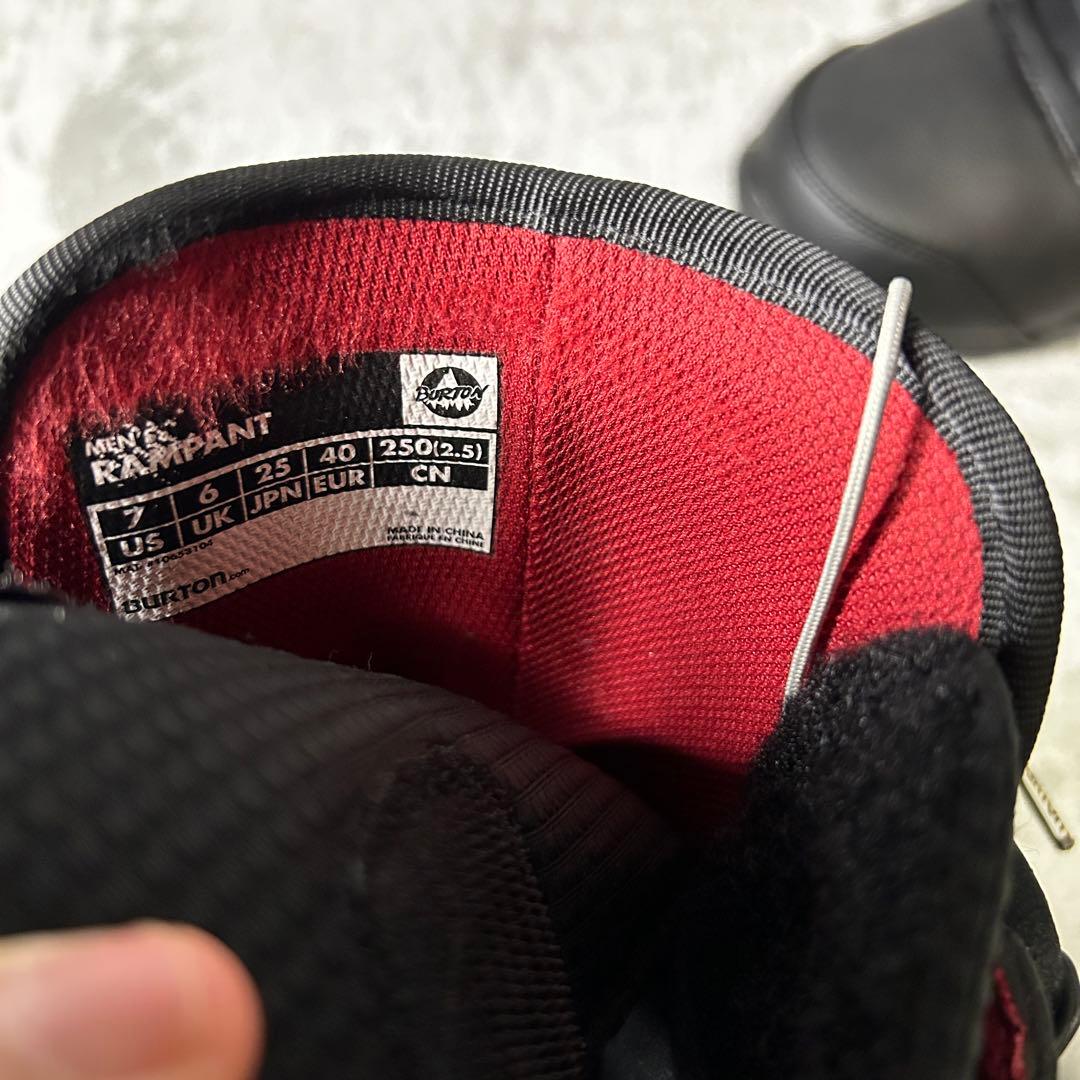 BURTON
MEN'S
RAMPANT
7 6 25 40 250(2.5)
US UK JPN EUR CN
MADE IN CHINA
FABRIQUE EN CHINE
BURTON.com